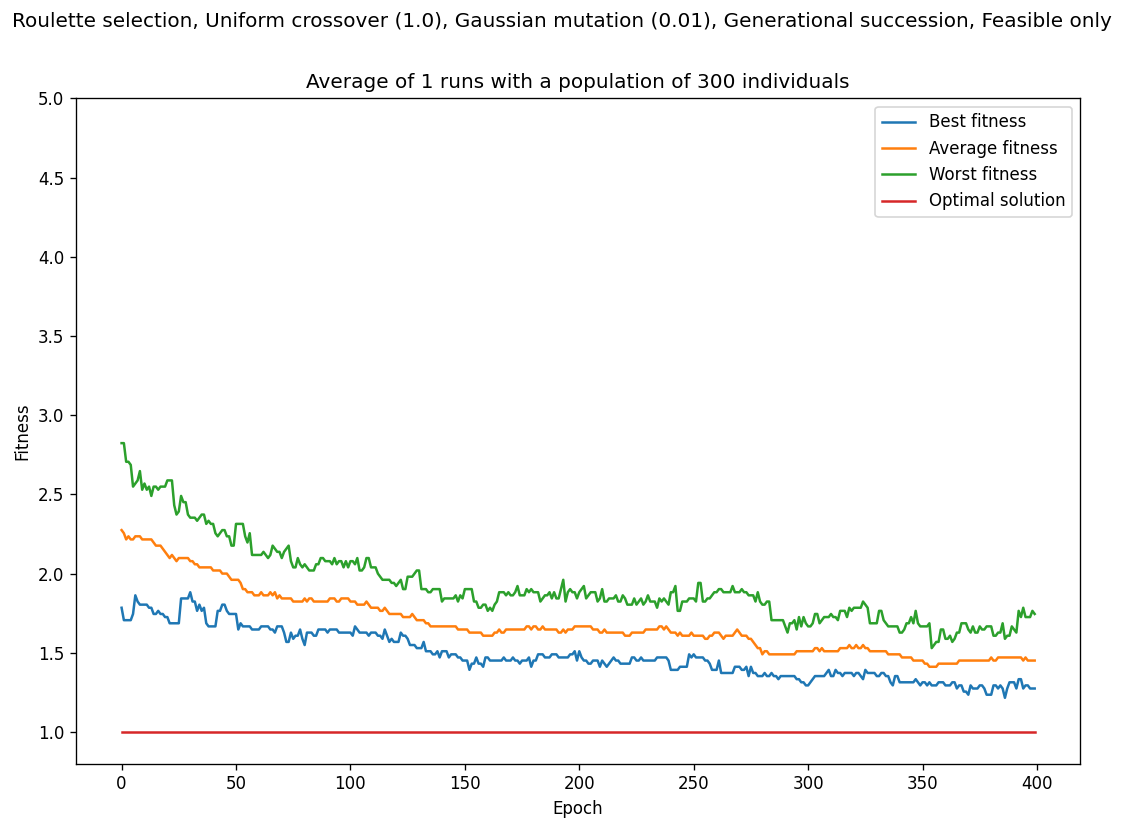 Roulette selection, Uniform crossover (1.0), Gaussian mutation (0.01), Generational succession, Feasible only
Average of 1 runs with a population of 300 individuals
Best fitness
Average fitness
Worst fitness
Optimal solution
5.0
4.5
4.0
3.5
3.0
2.5
2.0
1.5
1.0
Fitness
0
50
100
150
200
250
300
350
400
Epoch